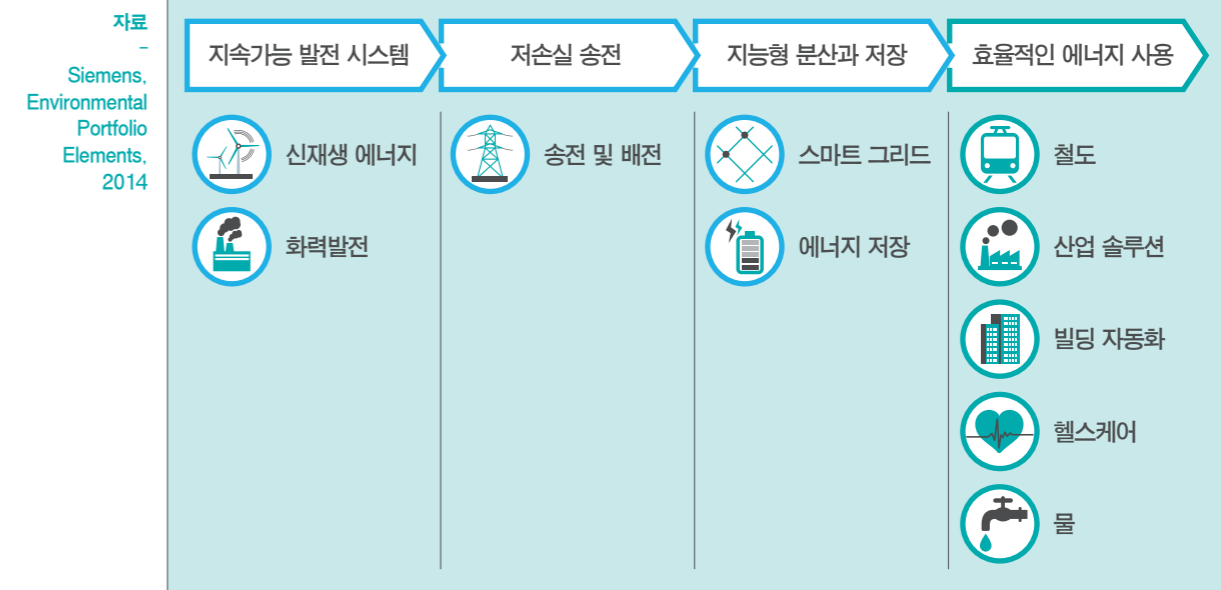 자료
–
Siemens,
Environmental
Portfolio
Elements,
2014
지속가능 발전 시스템
저손실 송전
지능형 분산과 저장
효율적인 에너지 사용
신재생 에너지
화력발전
송전 및 배전
스마트 그리드
에너지 저장
철도
산업 솔루션
빌딩 자동화
헬스케어
물